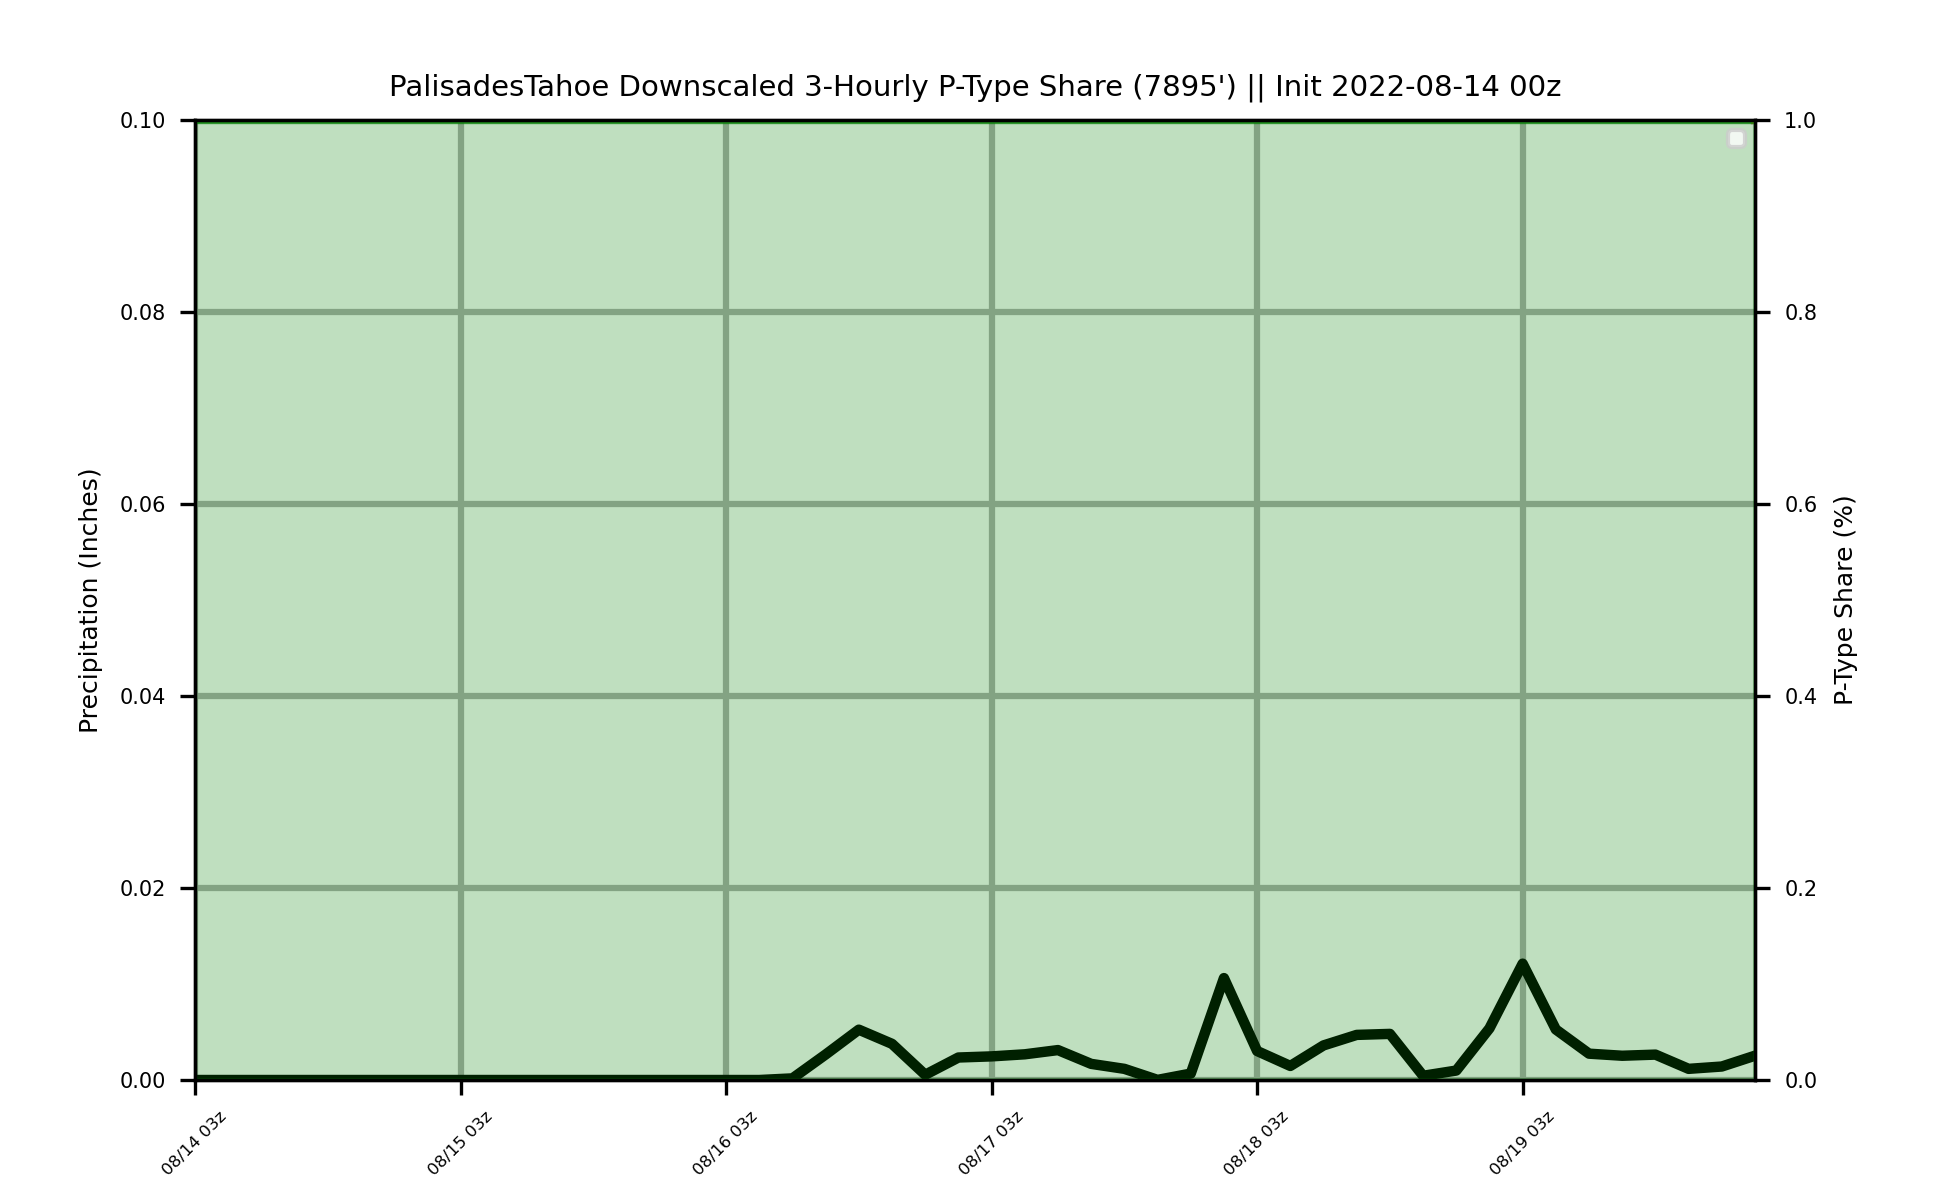 PalisadesTahoe Downscaled 3-Hourly P-Type Share (7895') || Init 2022-08-14 00z
0.10
0.08
0.06
0.04
0.02
0.00
Precipitation (Inches)
1.0
0.8
0.6
0.4
0.2
0.0
P-Type Share (%)
08/14 03z
08/15 03z
08/16 03z
08/17 03z
08/18 03z
08/19 03z